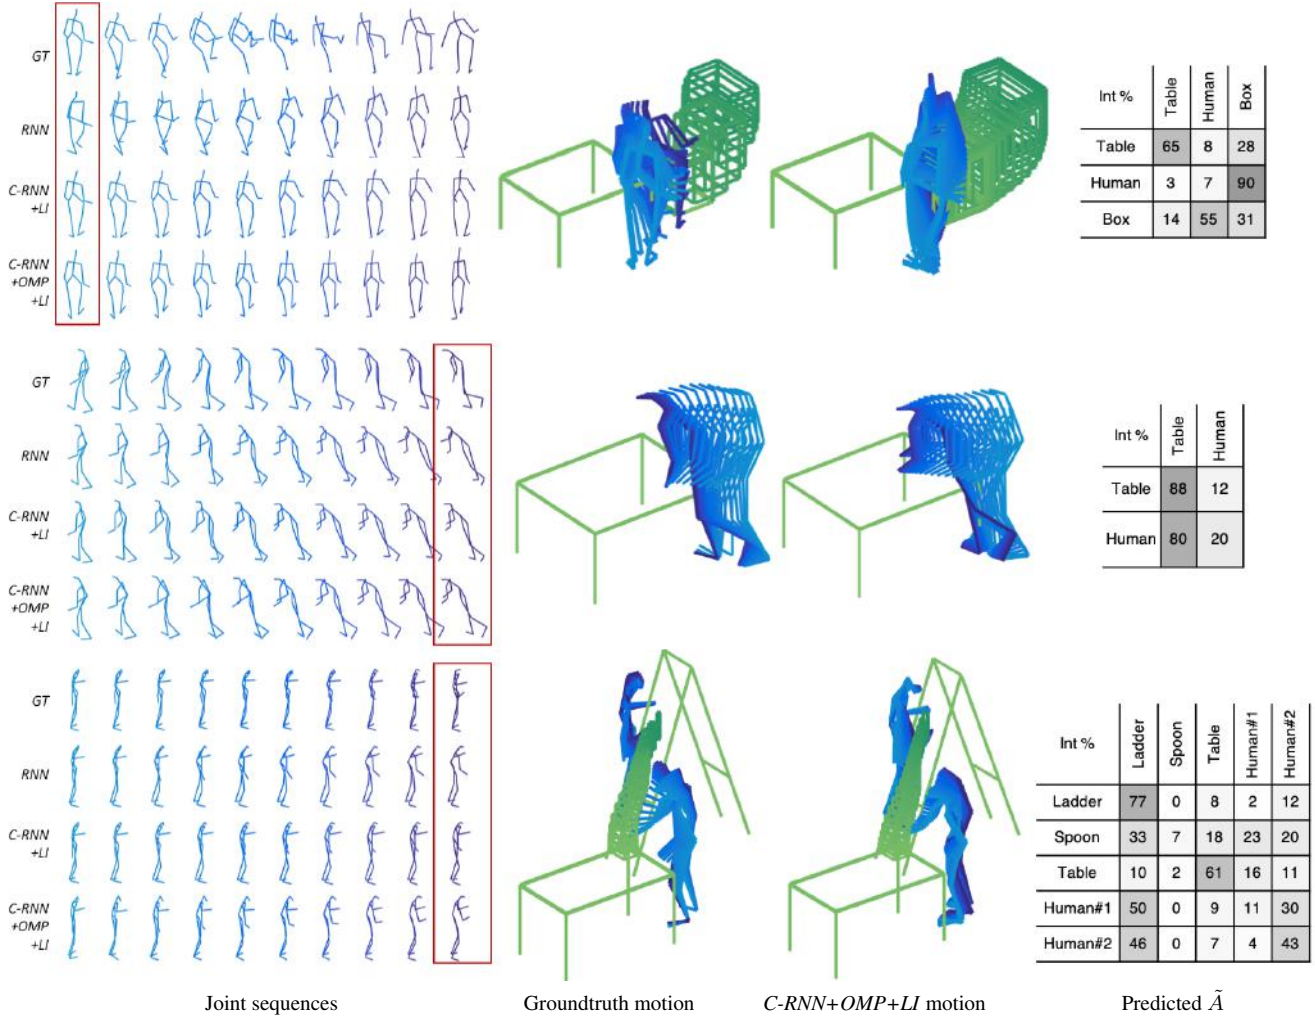 GT
RNN
C-RNN
+LI
C-RNN
+OMP
+LI
Int % Table Human Box
Table 65 8 28
Human 3 7 90
Box 14 55 31
GT
RNN
C-RNN
+LI
C-RNN
+OMP
+LI
Int % Table Human
Table 88 12
Human 80 20
GT
RNN
C-RNN
+LI
C-RNN
+OMP
+LI
Int % Ladder Spoon Table Human#1 Human#2
Ladder 77 0 8 2 12
Spoon 33 7 18 23 20
Table 10 2 61 16 11
Human#1 50 0 9 11 30
Human#2 46 0 7 4 43
Joint sequences
Groundtruth motion
C-RNN+OMP+LI motion
Predicted Ã